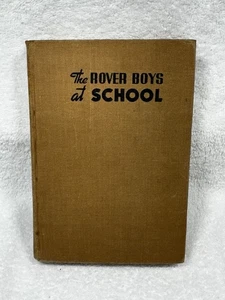 The ROVER BOYS
at SCHOOL